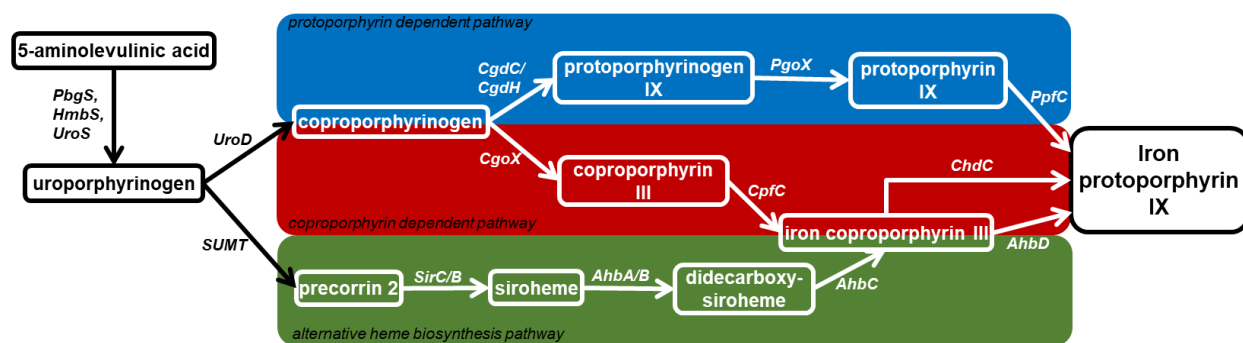 protoporphyrin dependent pathway
5-aminolevulinic acid
PbgS,
HmbS,
UroS
uroporphyrinogen
UroD
SUMT
coproporphyrinogen
CgdC/
CgdH
protoporphyrinogen
IX
PgoX
protoporphyrin
IX
PpfC
CgoX
coproporphyrin
III
CpfC
ChdC
Iron
protoporphyrin
IX
coproporphyrin dependent pathway
iron coproporphyrin III
AhbD
precorrin 2
SirC/B
siroheme
AhbA/B
didecarboxy-
siroheme
AhbC
alternative heme biosynthesis pathway